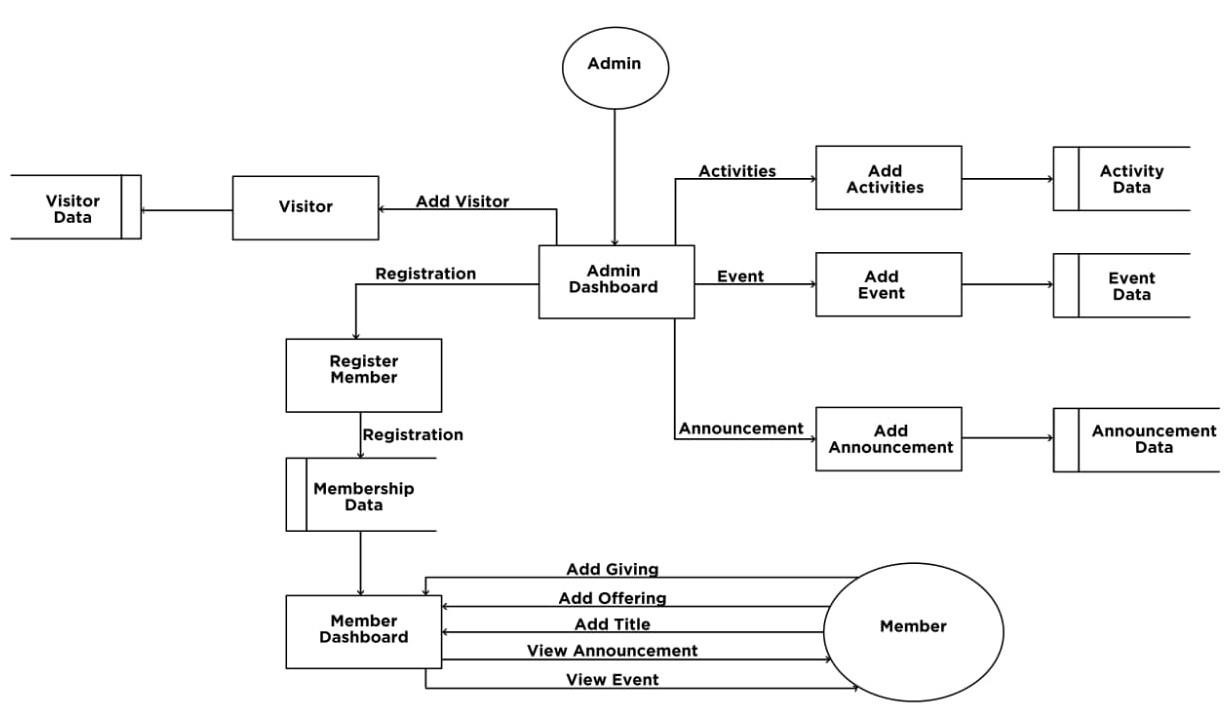 Admin
Activities
Add
Activities
Activity
Data
Visitor
Data
Visitor
Add Visitor
Registration
Admin
Dashboard
Event
Add
Event
Event
Data
Register
Member
Announcement
Add
Announcement
Announcement
Data
Registration
Membership
Data
Add Giving
Add Offering
Add Title
View Announcement
View Event
Member
Dashboard
Member